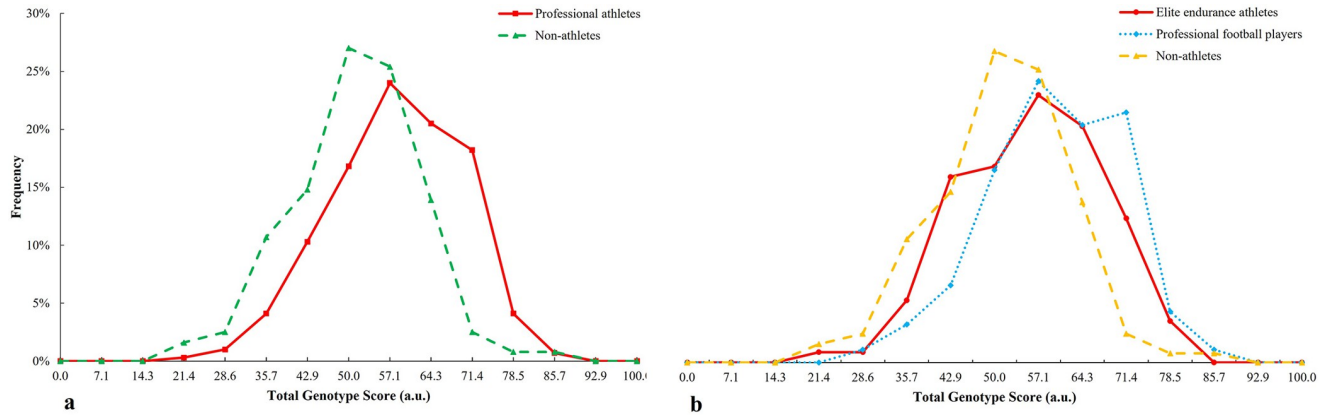 30%
25%
20%
15%
10%
5%
0%
Frequency
Professional athletes
Non-athletes
0.0 7.1 14.3 21.4 28.6 35.7 42.9 50.0 57.1 64.3 71.4 78.5 85.7 92.9 100.0
Total Genotype Score (a.u.)
a
Elite endurance athletes
Professional football players
Non-athletes
0.0 7.1 14.3 21.4 28.6 35.7 42.9 50.0 57.1 64.3 71.4 78.5 85.7 92.9 100.0
Total Genotype Score (a.u.)
b